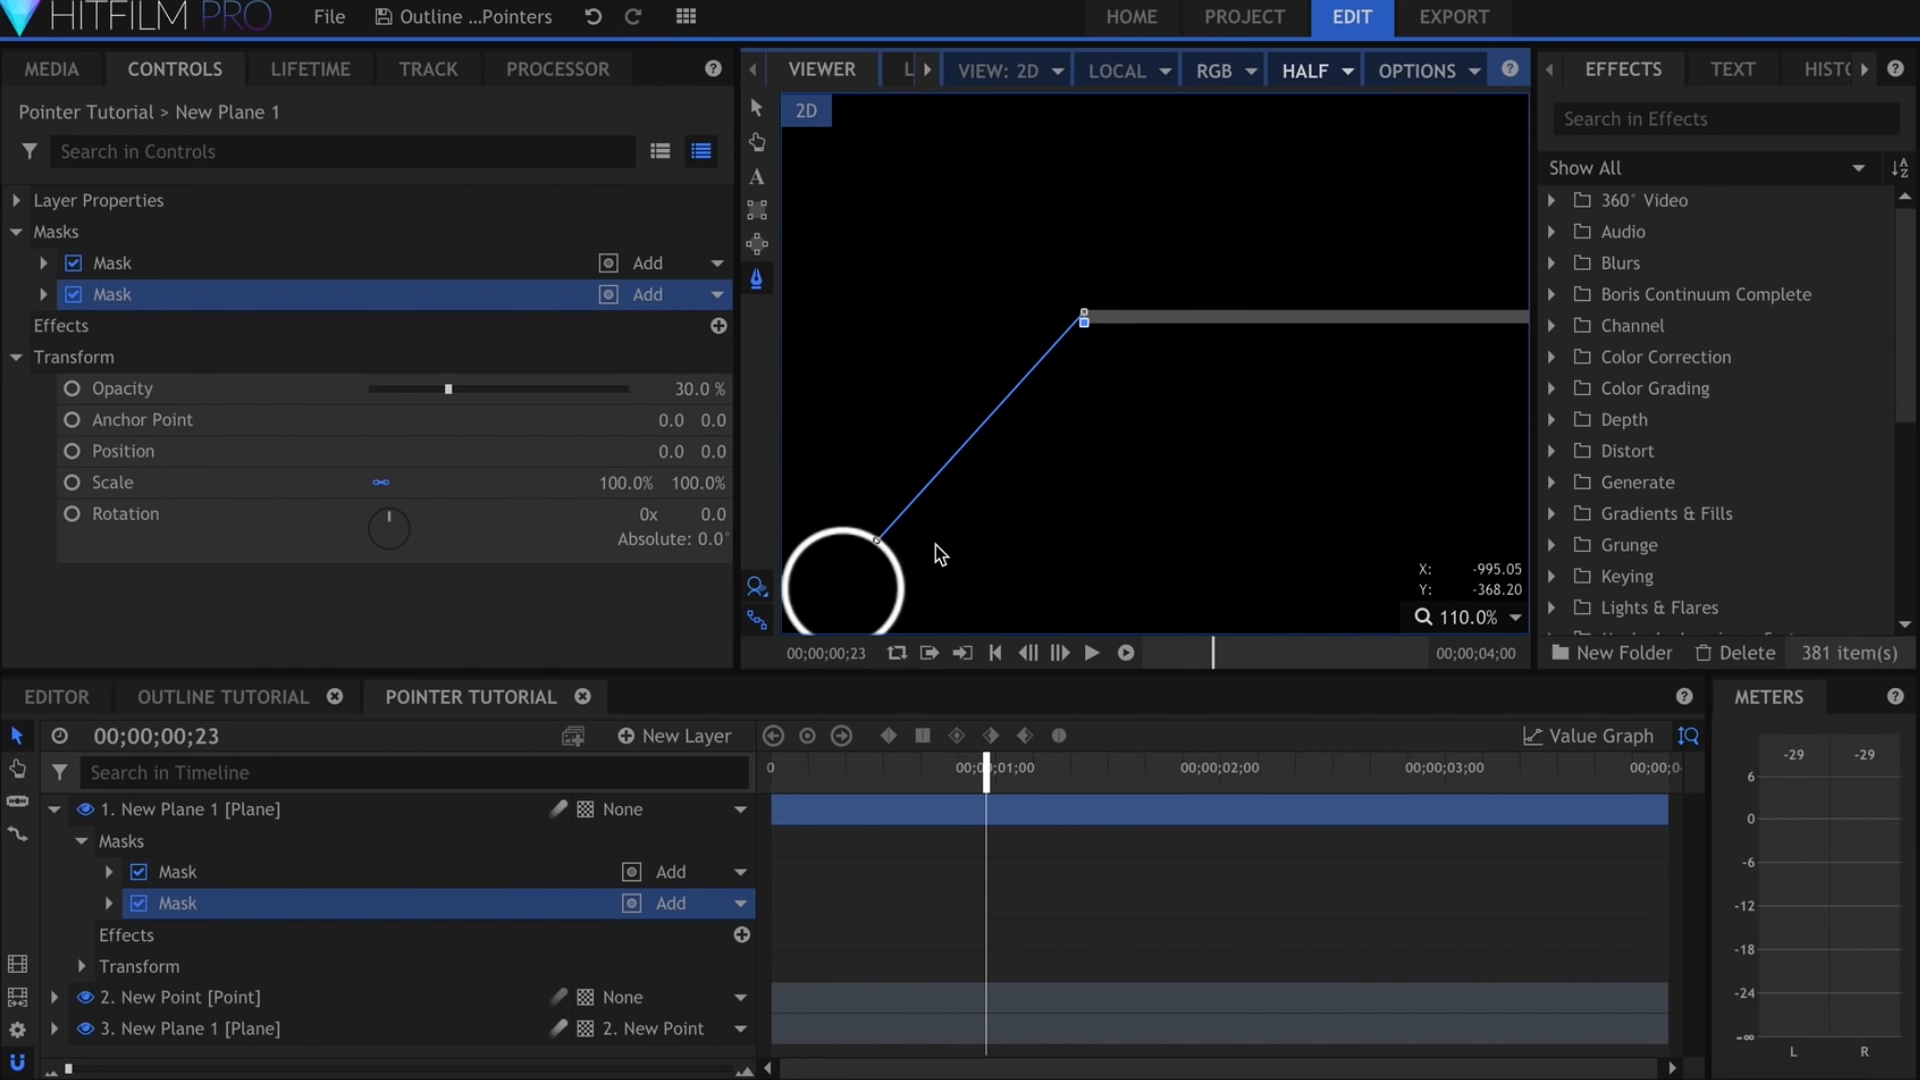 HITFILM PRO File Outline ...Pointers HOME PROJECT EDIT EXPORT
MEDIA CONTROLS LIFETIME TRACK PROCESSOR
Pointer Tutorial > New Plane 1
Search in Controls
Layer Properties
Masks
Mask Add
Mask Add
Effects
Transform
Opacity 30.0 %
Anchor Point 0.0 0.0
Position 0.0 0.0
Scale 100.0% 100.0%
Rotation 0x 0.0
Absolute: 0.0°
VIEWER L VIEW: 2D LOCAL RGB HALF OPTIONS
2D
A
X: -995.05
Y: -368.20
110.0%
00;00;00;23 00;00;04;00
EFFECTS TEXT HISTO
Search in Effects
Show All
360° Video
Audio
Blurs
Boris Continuum Complete
Channel
Color Correction
Color Grading
Depth
Distort
Generate
Gradients & Fills
Grunge
Keying
Lights & Flares
New Folder Delete 381 item(s)
EDITOR OUTLINE TUTORIAL POINTER TUTORIAL
00;00;00;23 New Layer Value Graph
Search in Timeline
0 00;00;01;00 00;00;02;00 00;00;03;00 00;00;0
1. New Plane 1 [Plane] None
Masks
Mask Add
Mask Add
Effects
Transform
2. New Point [Point] None
3. New Plane 1 [Plane] 2. New Point
METERS
-29 -29
6
0
-6
-12
-18
-24
-∞
L R